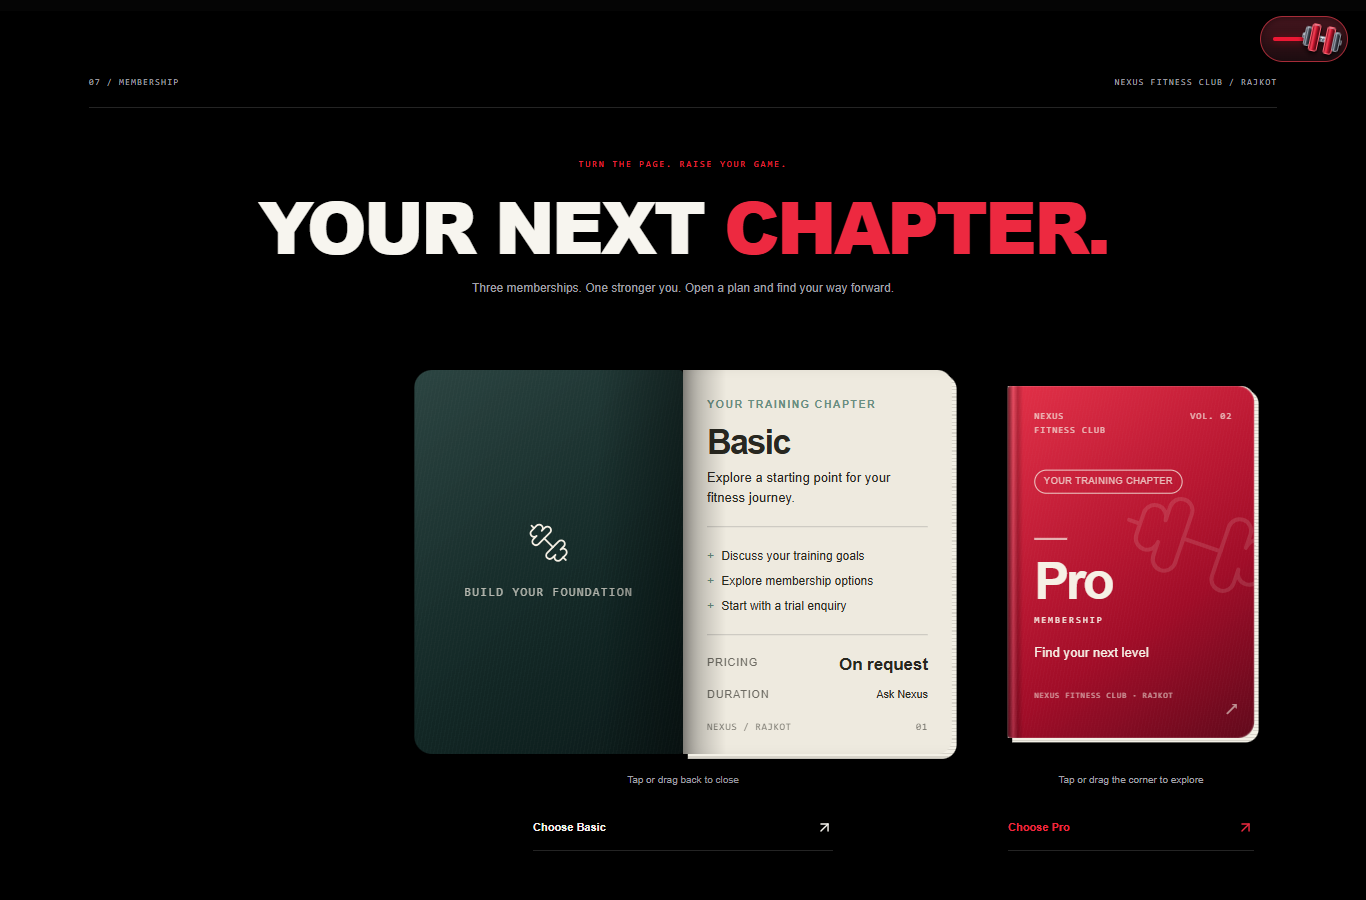 07 / MEMBERSHIP
NEXUS FITNESS CLUB / RAJKOT
TURN THE PAGE. RAISE YOUR GAME.
YOUR NEXT CHAPTER.
Three memberships. One stronger you. Open a plan and find your way forward.
BUILD YOUR FOUNDATION
YOUR TRAINING CHAPTER
Basic
Explore a starting point for your
fitness journey.
+ Discuss your training goals
+ Explore membership options
+ Start with a trial enquiry
PRICING On request
DURATION Ask Nexus
NEXUS / RAJKOT 01
Tap or drag back to close
Choose Basic
NEXUS
FITNESS CLUB
VOL. 02
YOUR TRAINING CHAPTER
Pro
MEMBERSHIP
Find your next level
NEXUS FITNESS CLUB - RAJKOT
Tap or drag the corner to explore
Choose Pro